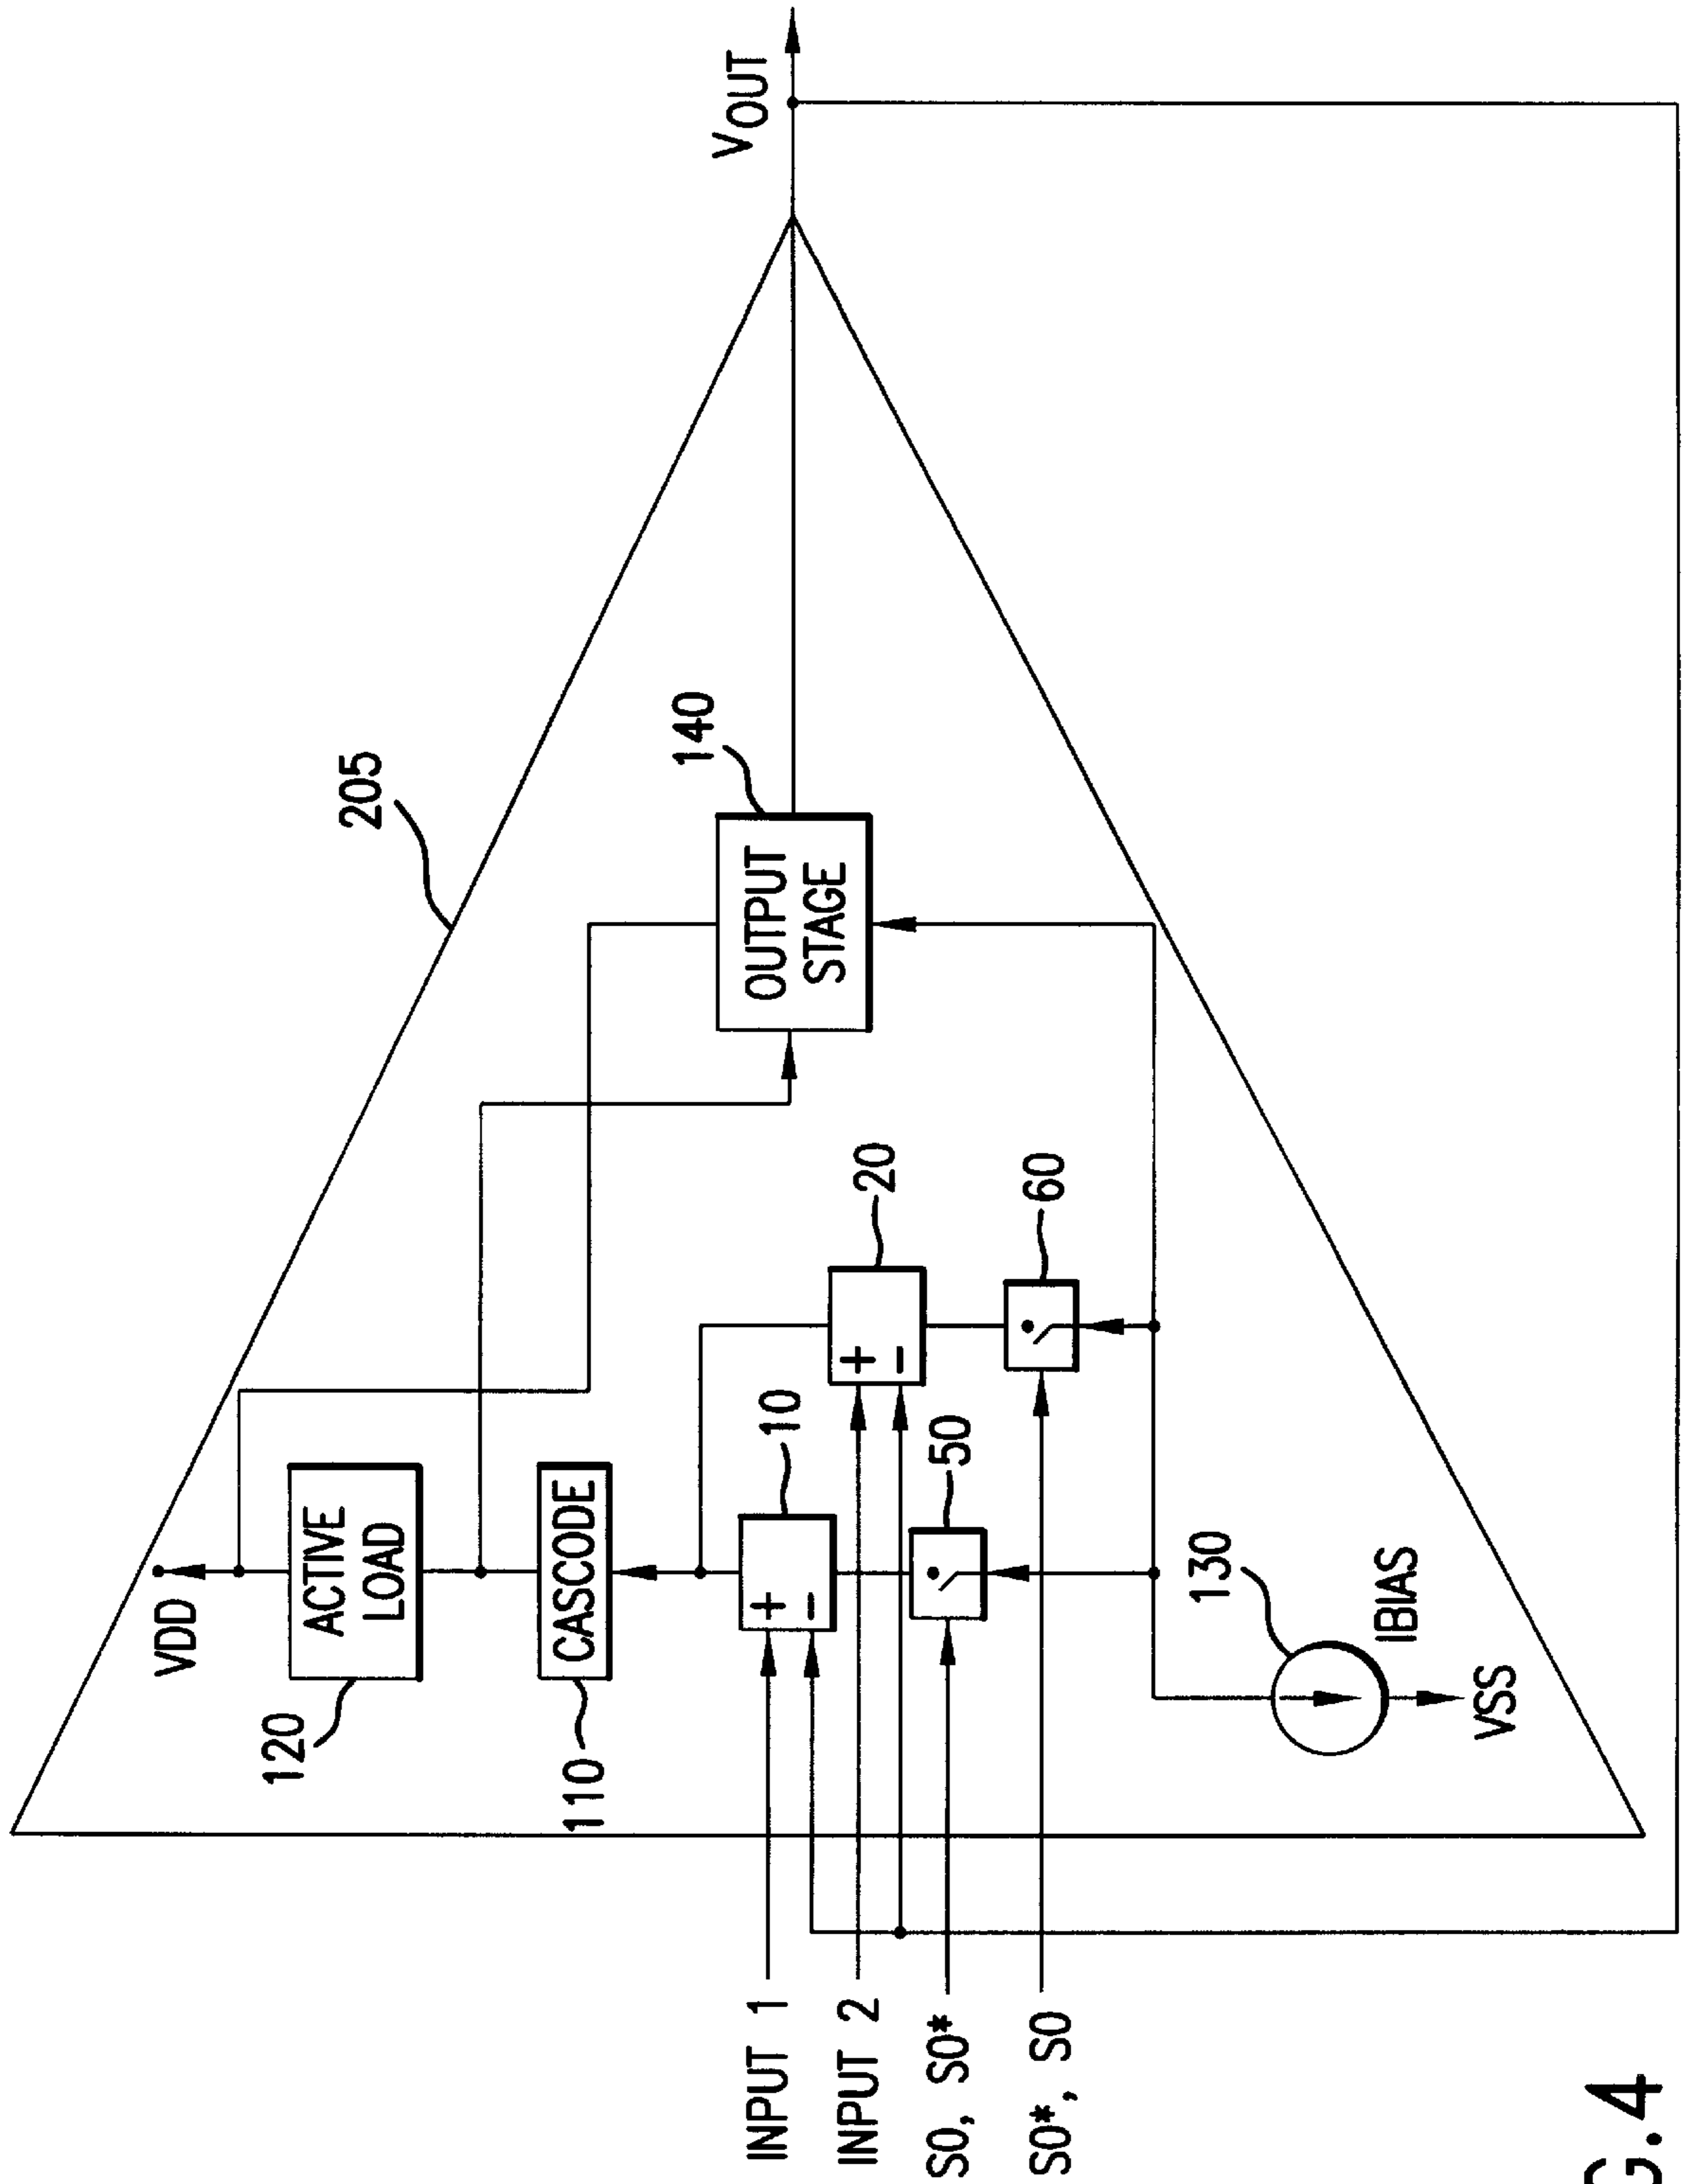 205
VDD
120
ACTIVE
LOAD
110
CASCODE
10
+
−
20
+
−
50
60
140
OUTPUT
STAGE
VOUT
INPUT 1
INPUT 2
S0, S0*
S0*, S0
130
IBIAS
VSS
G.4